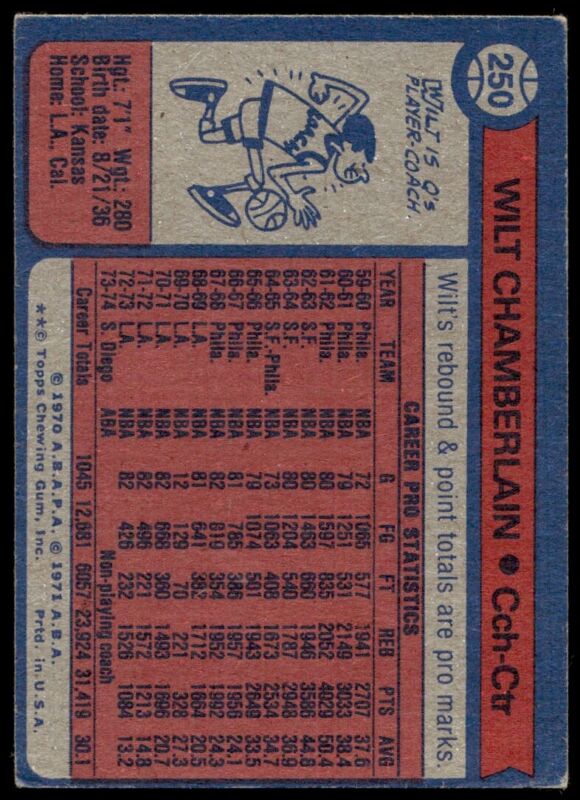 250
WILT CHAMBERLAIN • Cch-Ctr
WILT IS Q's
PLAYER-COACH
Hgt: 7'1" Wgt.: 280
Birth date: 8/21/36
School: Kansas
Home: L.A., Cal.
Wilt's rebound & point totals are pro marks.
CAREER PRO STATISTICS
YEAR TEAM G FG FT REB PTS AVG
59-60 Phila. NBA 72 1065 577 1941 2707 37.6
60-61 Phila. NBA 79 1251 531 2149 3033 38.4
61-62 Phila. NBA 80 1597 835 2052 4029 50.4
62-63 S.F. NBA 80 1463 660 1946 3586 44.8
63-64 S.F. NBA 80 1204 540 1787 2948 36.9
64-65 S.F.-Phila. NBA 73 1063 408 1673 2534 34.7
65-66 Phila. NBA 79 1074 501 1943 2649 33.5
66-67 Phila. NBA 81 785 386 1957 1956 24.1
67-68 Phila. NBA 82 819 354 1952 1992 24.3
68-69 L.A. NBA 81 641 382 1712 1664 20.5
69-70 L.A. NBA 12 129 70 221 328 27.3
70-71 L.A. NBA 82 668 360 1493 1696 20.7
71-72 L.A. NBA 82 496 221 1572 1213 14.8
72-73 L.A. NBA 82 426 232 1526 1084 13.2
73-74 S. Diego ABA Non-playing coach
Career Totals 1045 12,681 6057 23,924 31,419 30.1
© 1970 A.B.A.P.A. © 1971 A.B.A.
**© Topps Chewing Gum, Inc. Prtd. in U.S.A.